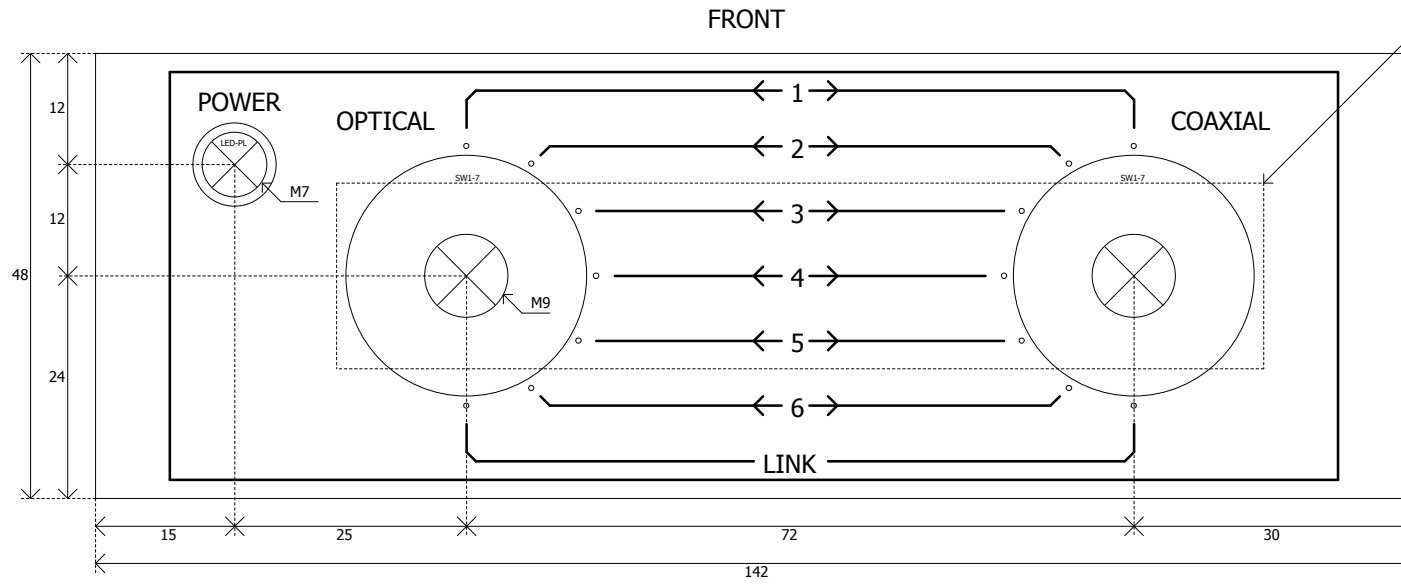 FRONT
1
12
POWER
OPTICAL
COAXIAL
LED-PL
2
SW1-7
SW1-7
M7
12
3
48
4
M9
5
24
6
LINK
15
25
72
30
142